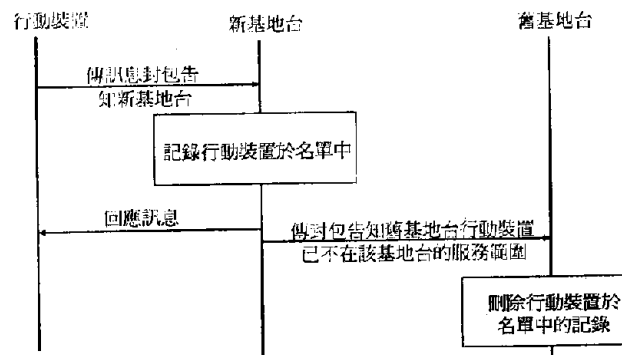 行動裝置
新基地台
舊基地台
傳訊息封包告
知新基地台
記錄行動裝置於名單中
回應訊息
傳封包告知舊基地台行動裝置
已不在該基地台的服務範圍
刪除行動裝置於
名單中的記錄